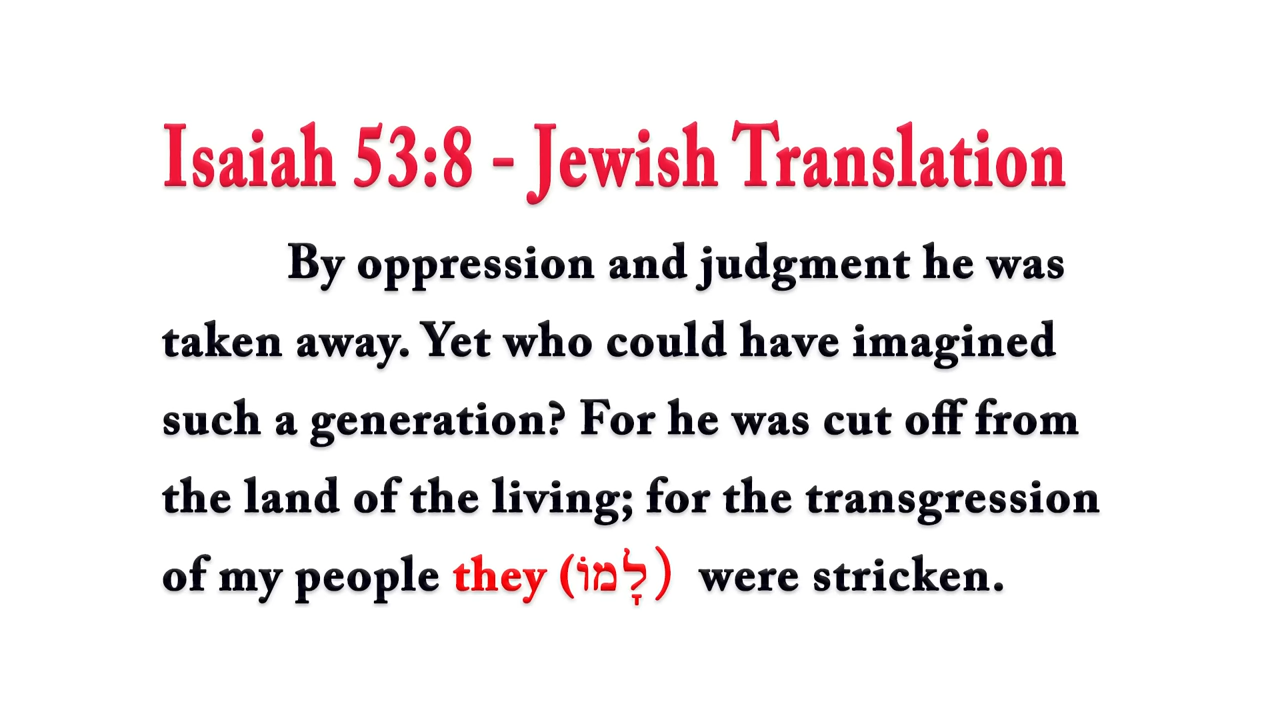 Isaiah 53:8 - Jewish Translation
By oppression and judgment he was
taken away. Yet who could have imagined
such a generation? For he was cut off from
the land of the living; for the transgression
of my people they (לָמוֹ) were stricken.